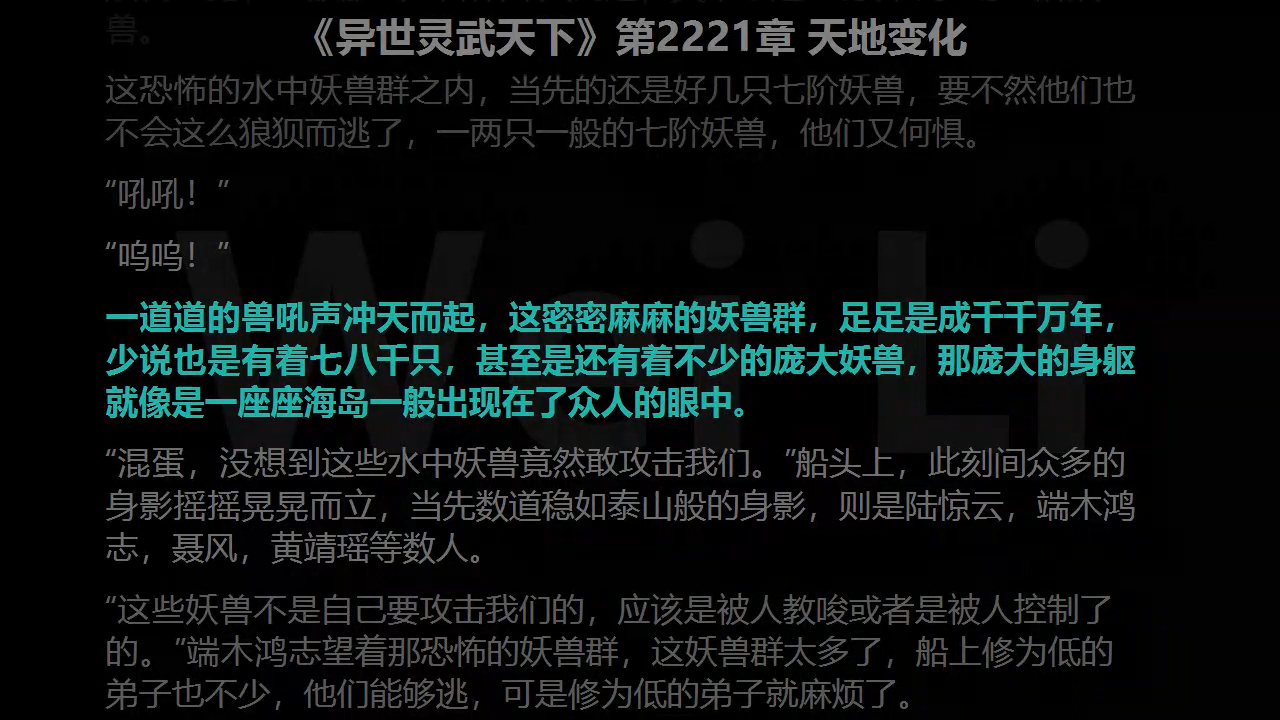 兽。
《异世灵武天下》第2221章 天地变化
这恐怖的水中妖兽群之内，当先的还是好几只七阶妖兽，要不然他们也
不会这么狼狈而逃了，一两只一般的七阶妖兽，他们又何惧。
“吼吼！”
“呜呜！”
一道道的兽吼声冲天而起，这密密麻麻的妖兽群，足足是成千千万年，
少说也是有着七八千只，甚至是还有着不少的庞大妖兽，那庞大的身躯
就像是一座座海岛一般出现在了众人的眼中。
“混蛋，没想到这些水中妖兽竟然敢攻击我们。”船头上，此刻间众多的
身影摇摇晃晃而立，当先数道稳如泰山般的身影，则是陆惊云，端木鸿
志，聂风，黄靖瑶等数人。
“这些妖兽不是自己要攻击我们的，应该是被人教唆或者是被人控制了
的。”端木鸿志望着那恐怖的妖兽群，这妖兽群太多了，船上修为低的
弟子也不少，他们能够逃，可是修为低的弟子就麻烦了。
Wei Li